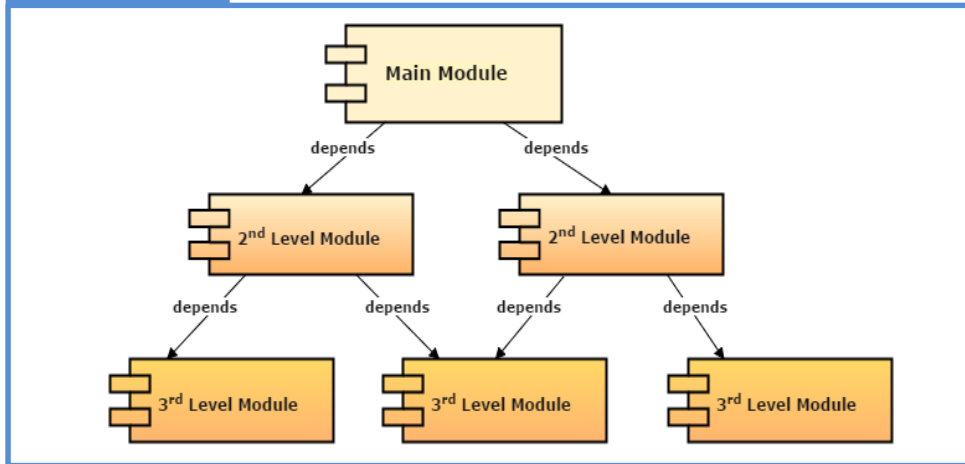 Main Module
depends depends
2nd Level Module 2nd Level Module
depends depends depends depends
3rd Level Module 3rd Level Module 3rd Level Module